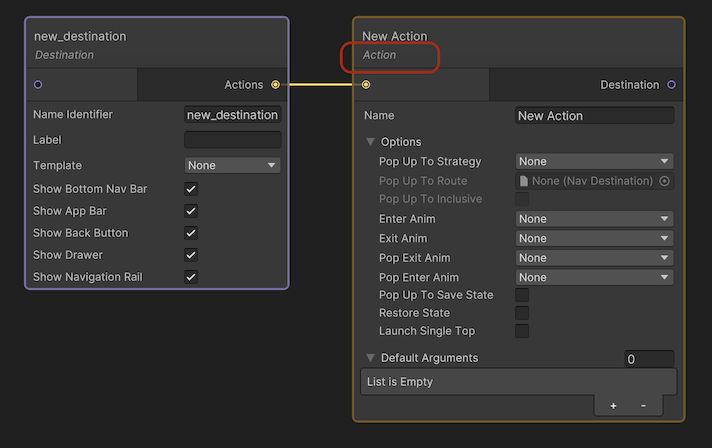 new_destination
Destination
Actions
Name Identifier new_destination
Label
Template None
Show Bottom Nav Bar
Show App Bar
Show Back Button
Show Drawer
Show Navigation Rail
New Action
Action
Destination
Name New Action
Options
Pop Up To Strategy None
Pop Up To Route None (Nav Destination)
Pop Up To Inclusive
Enter Anim None
Exit Anim None
Pop Exit Anim None
Pop Enter Anim None
Pop Up To Save State
Restore State
Launch Single Top
Default Arguments 0
List is Empty
+ -